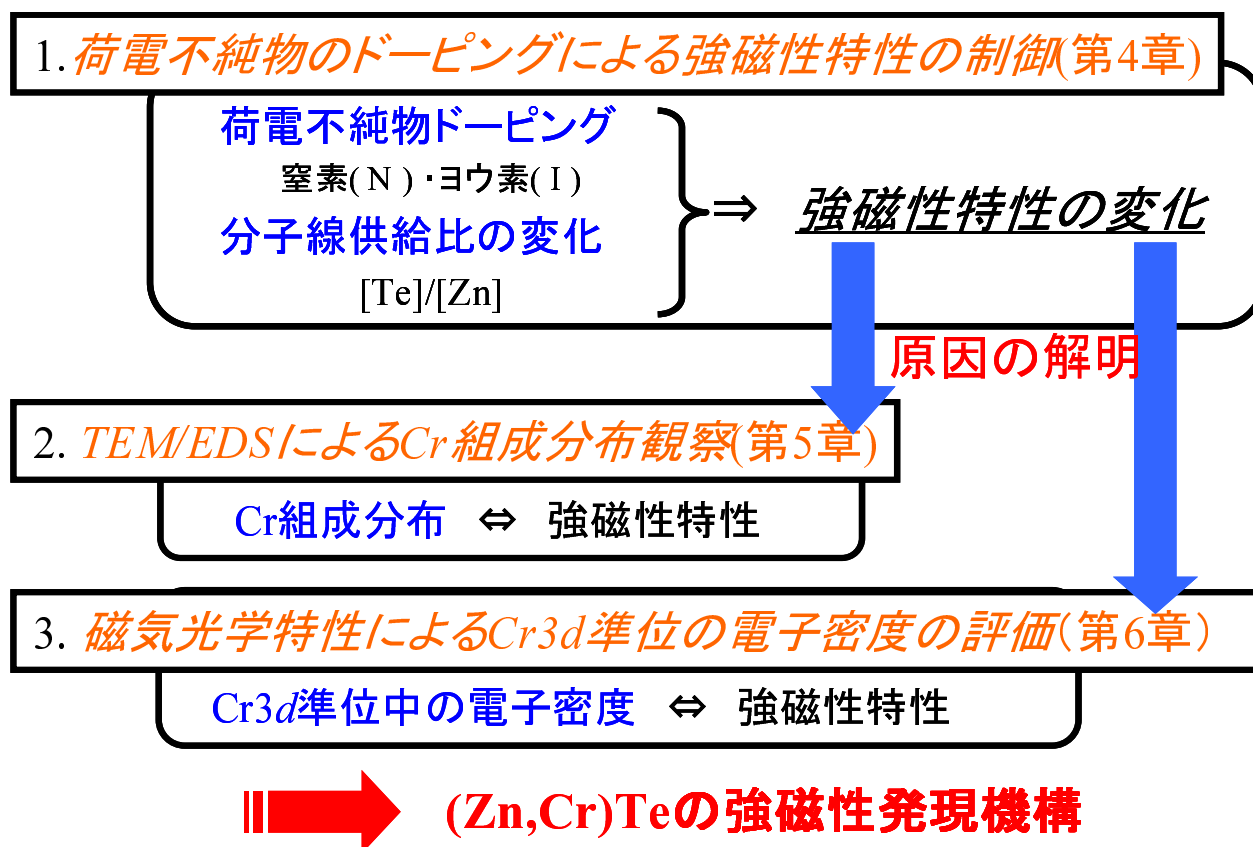 1. 荷電不純物のドーピングによる強磁性特性の制御(第4章)
荷電不純物ドーピング
窒素(N)・ヨウ素(I)
分子線供給比の変化
[Te]/[Zn]
⇒ 強磁性特性の変化
原因の解明
2. TEM/EDSによるCr組成分布観察(第5章)
Cr組成分布 ⇔ 強磁性特性
3. 磁気光学特性によるCr3d準位の電子密度の評価(第6章)
Cr3d準位中の電子密度 ⇔ 強磁性特性
(Zn,Cr)Teの強磁性発現機構